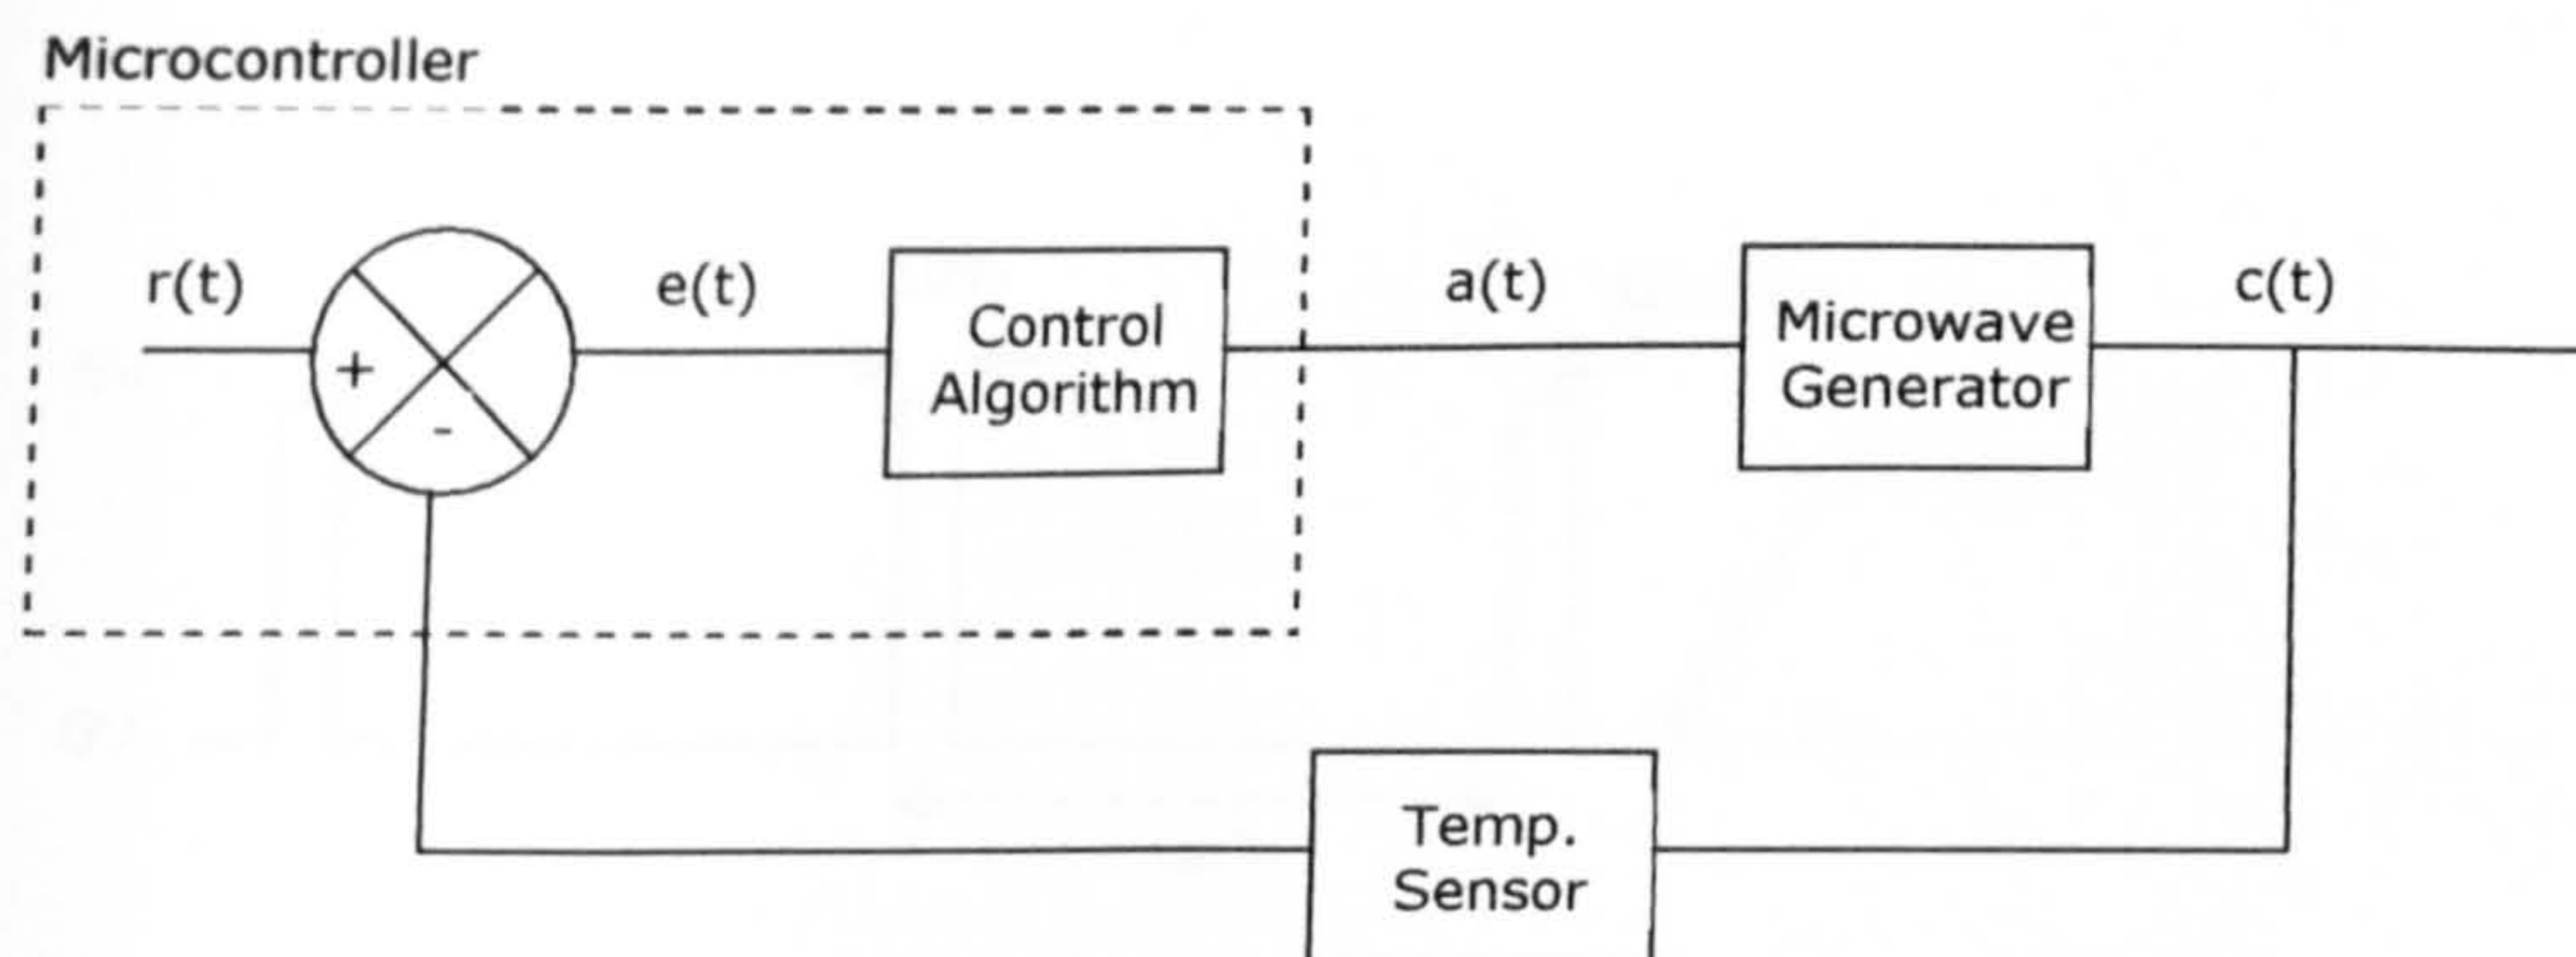 Microcontroller
r(t)
e(t)
a(t)
c(t)
+
-
Control
Algorithm
Microwave
Generator
Temp.
Sensor